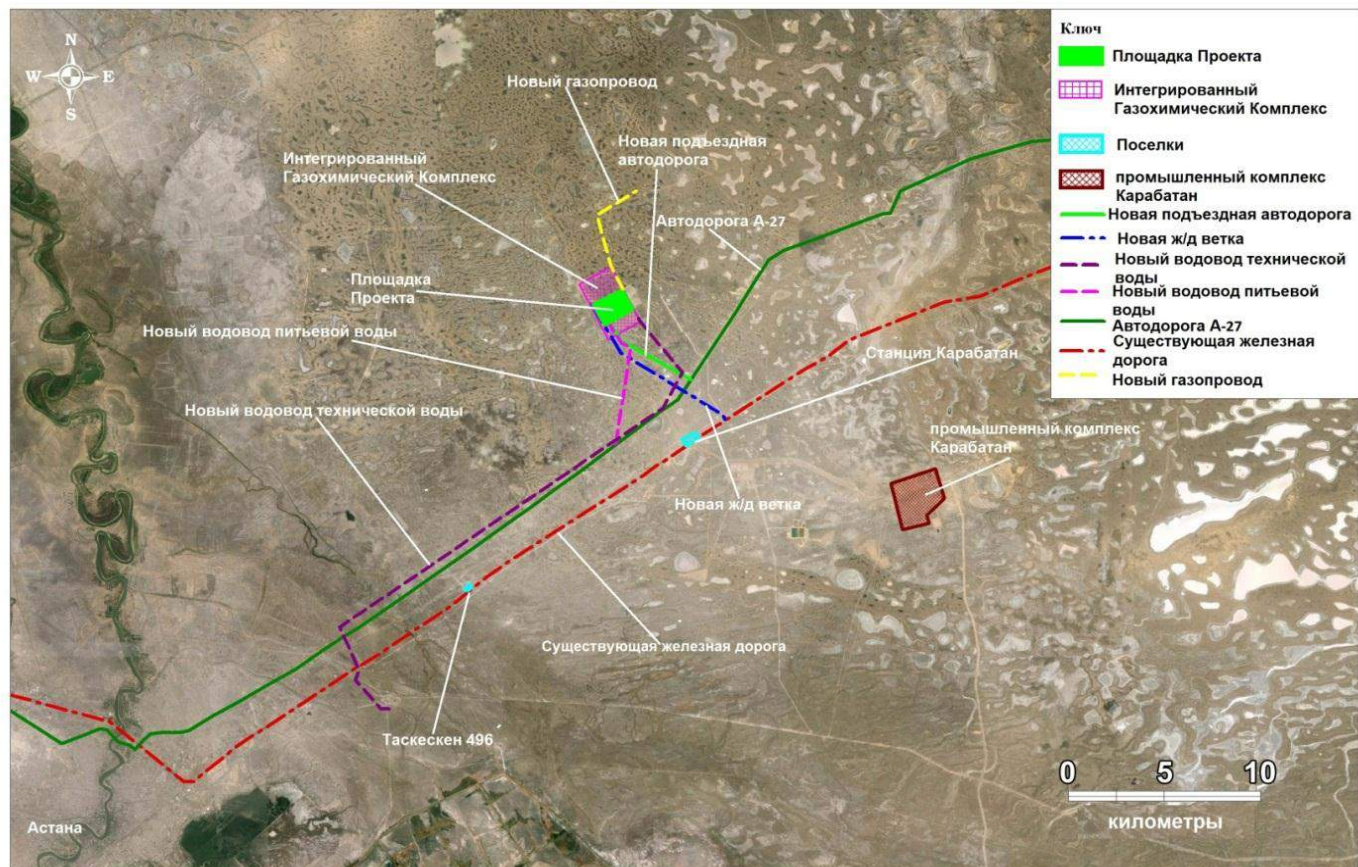 N
W E
S
Новый газопровод
Новая подъездная
автодорога
Интегрированный
Газохимический Комплекс
Автодорога А-27
Площадка
Проекта
Новый водовод питьевой воды
Станция Карабатан
Новый водовод технической воды
промышленный комплекс
Карабатан
Новая ж/д ветка
Существующая железная дорога
Таскескен 496
Астана
Ключ
Площадка Проекта
Интегрированный
Газохимический Комплекс
Поселки
промышленный комплекс
Карабатан
Новая подъездная автодорога
Новая ж/д ветка
Новый водовод технической
воды
Новый водовод питьевой
воды
Автодорога А-27
Существующая железная
дорога
Новый газопровод
0 5 10
километры